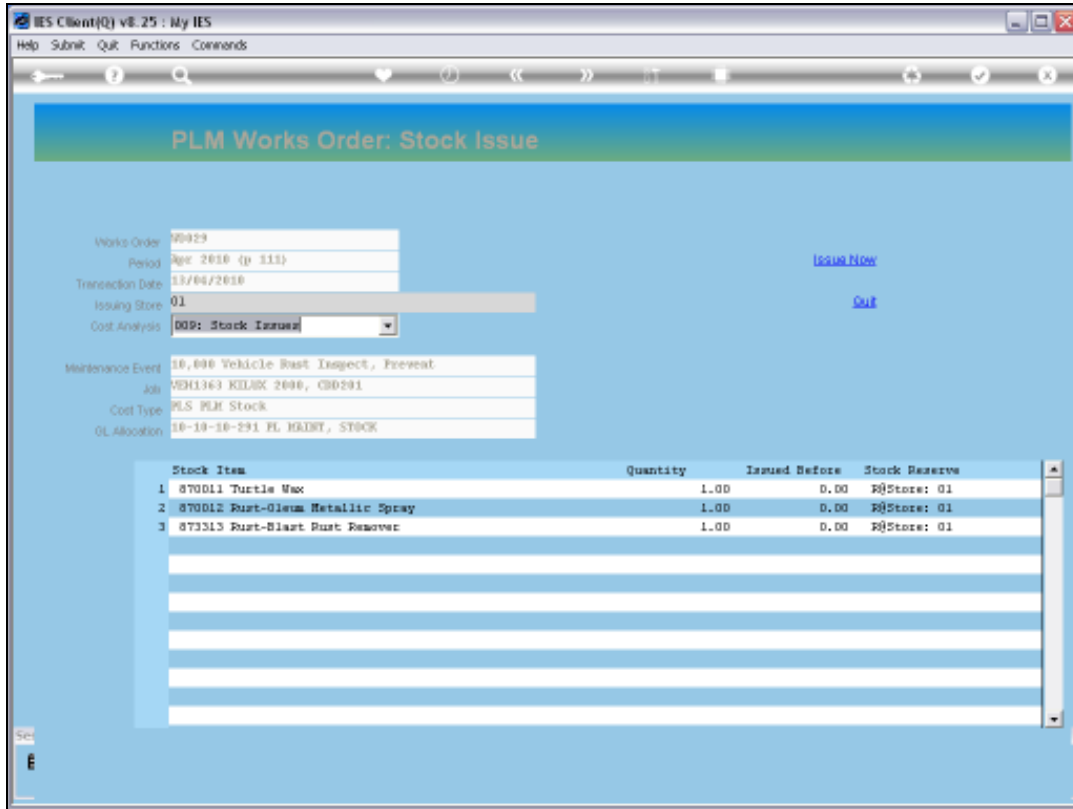 IES Client(Q) v8.25 : My IES
Help Submit Quit Functions Commands
PLM Works Order: Stock Issue
Works Order W0029
Period Apr 2010 (p 111)
Issue Now
Transaction Date 13/04/2010
Issuing Store 01
Quit
Cost Analysis 009: Stock Issues
Maintenance Event 10,000 Vehicle Rust Inspect, Prevent
Job VEH1363 KILUX 2000, CDD201
Cost Type PLS PLM Stock
GL Allocation 10-10-10-291 PL MAINT, STOCK
Stock Item Quantity Issued Before Stock Reserve
1 870011 Turtle Wax 1.00 0.00 R@Store: 01
2 870012 Rust-Oleum Metallic Spray 1.00 0.00 R@Store: 01
3 873313 Rust-Blast Rust Remover 1.00 0.00 R@Store: 01